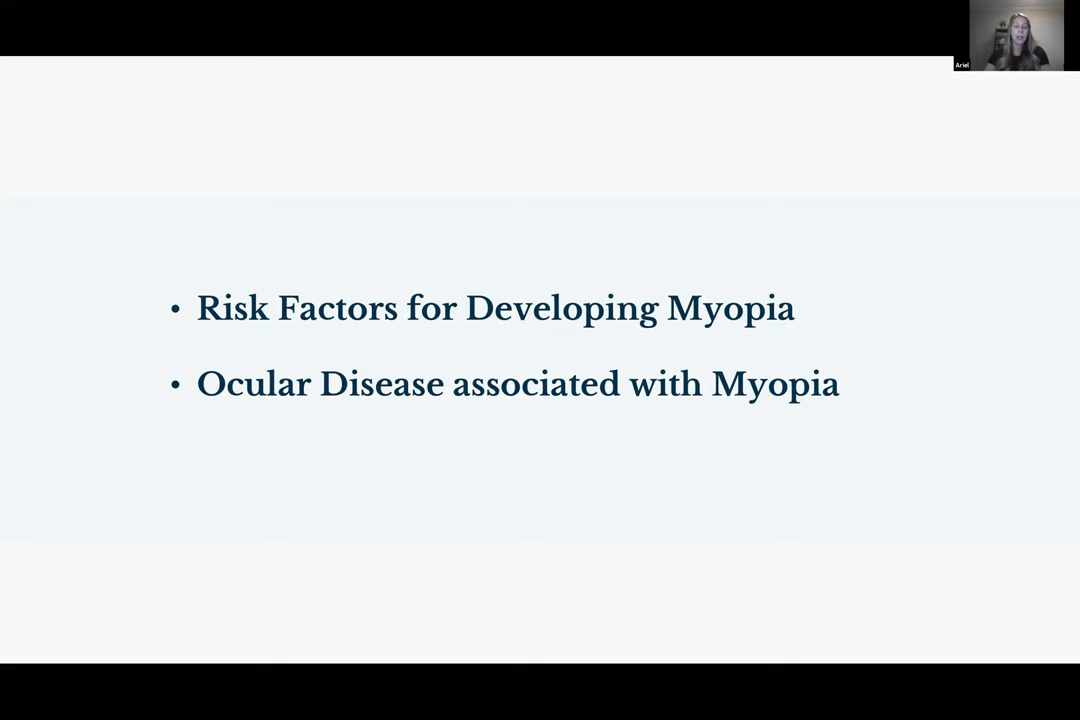 Ariel
• Risk Factors for Developing Myopia
• Ocular Disease associated with Myopia